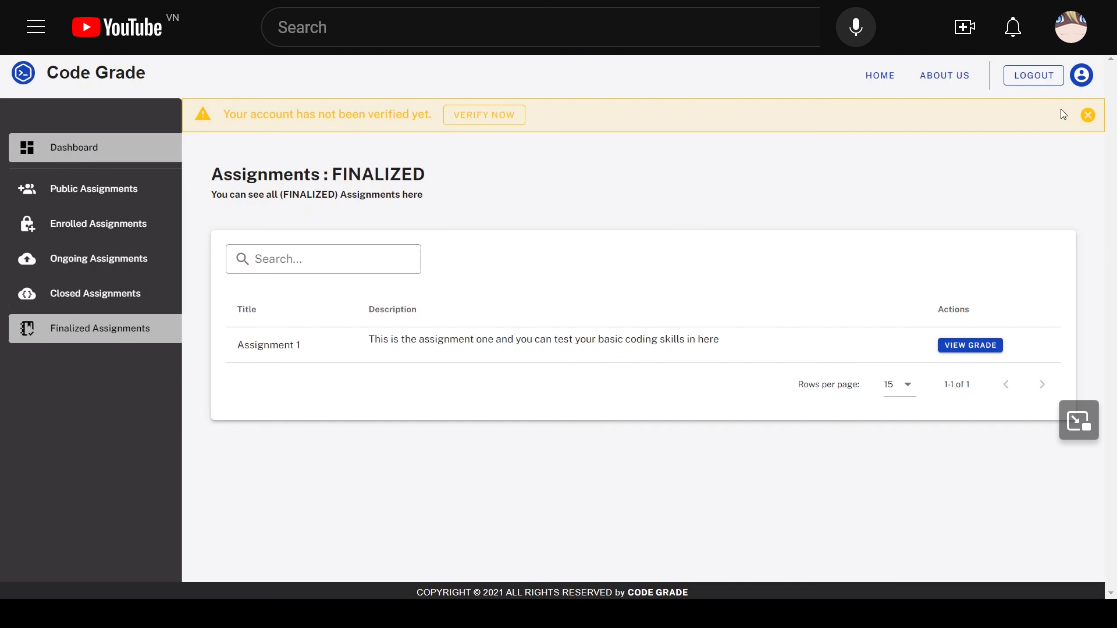 YouTube VN
Search
Code Grade
HOME
ABOUT US
LOGOUT
Your account has not been verified yet.
VERIFY NOW
Dashboard
Public Assignments
Enrolled Assignments
Ongoing Assignments
Closed Assignments
Finalized Assignments
Assignments : FINALIZED
You can see all (FINALIZED) Assignments here
Search...
Title Description Actions
Assignment 1 This is the assignment one and you can test your basic coding skills in here VIEW GRADE
Rows per page: 15 1-1 of 1
COPYRIGHT © 2021 ALL RIGHTS RESERVED by CODE GRADE